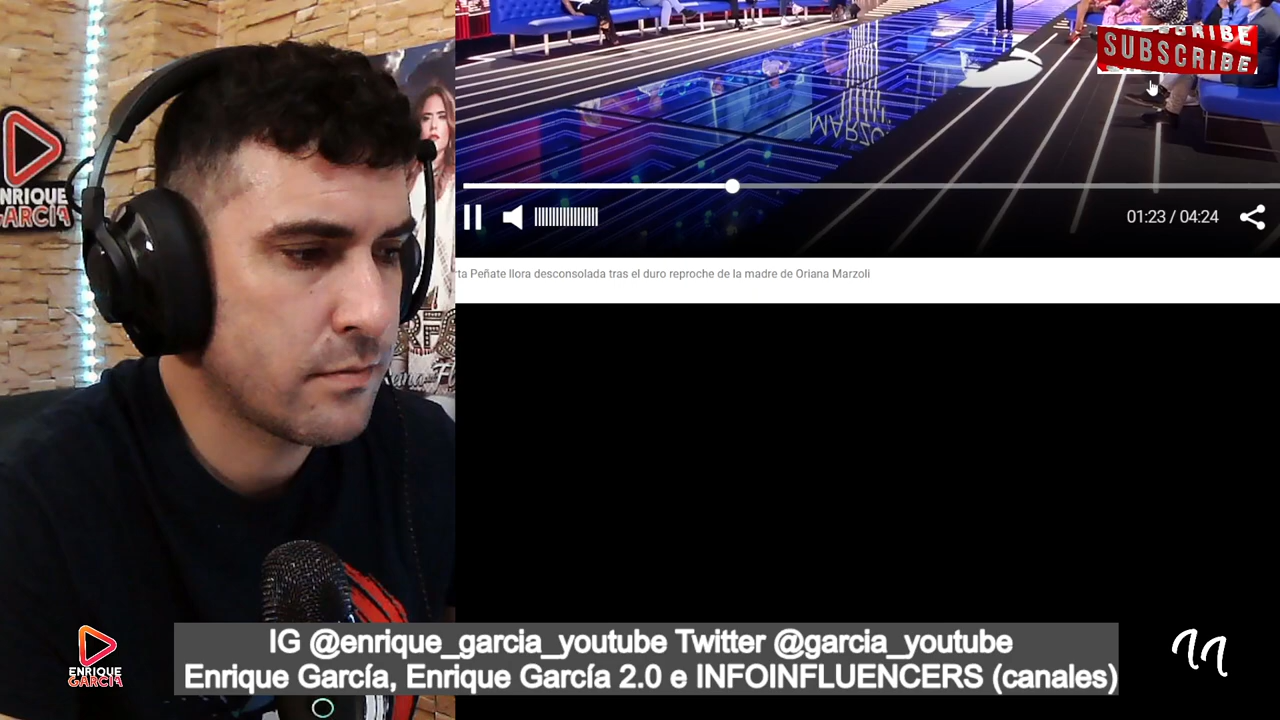 SUBSCRIBE
ENRIQUE
GARCÍA
MARZO
01:23 / 04:24
Peñate llora desconsolada tras el duro reproche de la madre de Oriana Marzoli
IG @enrique_garcia_youtube Twitter @garcia_youtube
Enrique García, Enrique García 2.0 e INFOINFLUENCERS (canales)
ENRIQUE
GARCÍA